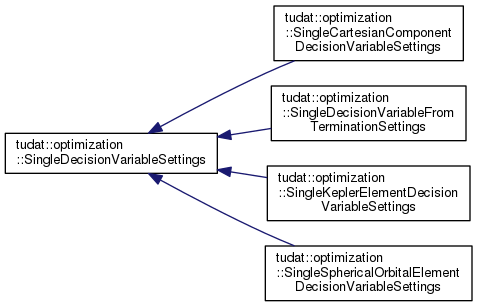 tudat::optimization
::SingleCartesianComponent
DecisionVariableSettings
tudat::optimization
::SingleDecisionVariableFrom
TerminationSettings
tudat::optimization
::SingleDecisionVariableSettings
tudat::optimization
::SingleKeplerElementDecision
VariableSettings
tudat::optimization
::SingleSphericalOrbitalElement
DecisionVariableSettings